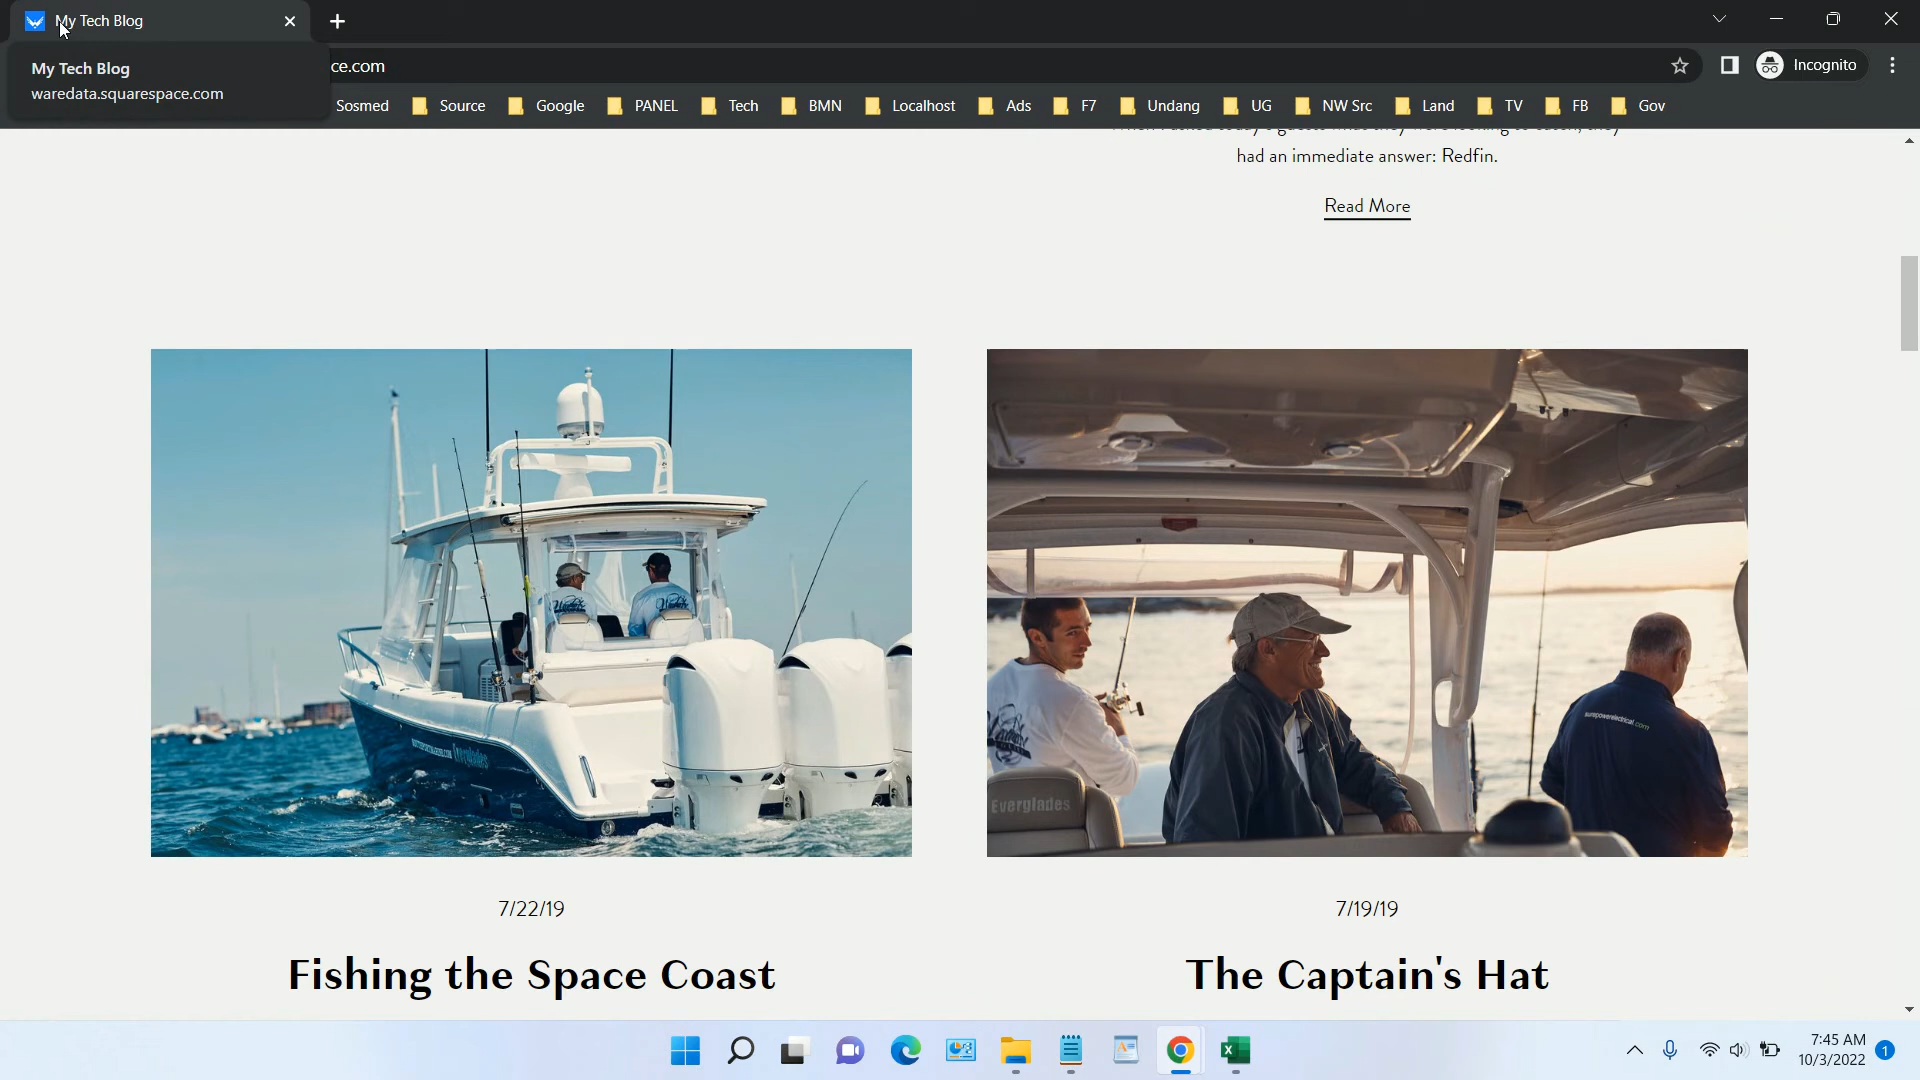 My Tech Blog
My Tech Blog
waredata.squarespace.com
ce.com
Incognito
Sosmed Source Google PANEL Tech BMN Localhost Ads F7 Undang UG NW Src Land TV FB Gov
had an immediate answer: Redfin.
Read More
Everglades
Everglades
surepowerelectrical.com
7/22/19
7/19/19
Fishing the Space Coast
The Captain's Hat
7:45 AM
10/3/2022
1